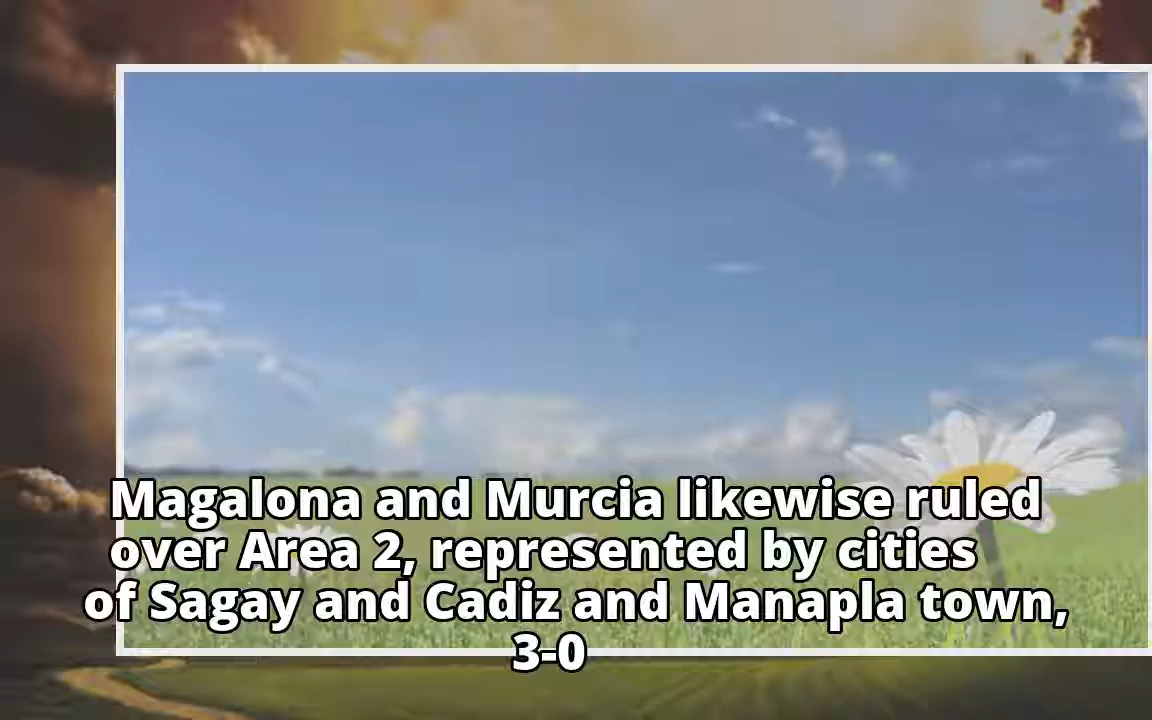 Magalona and Murcia likewise ruled
over Area 2, represented by cities
of Sagay and Cadiz and Manapla town,
3-0